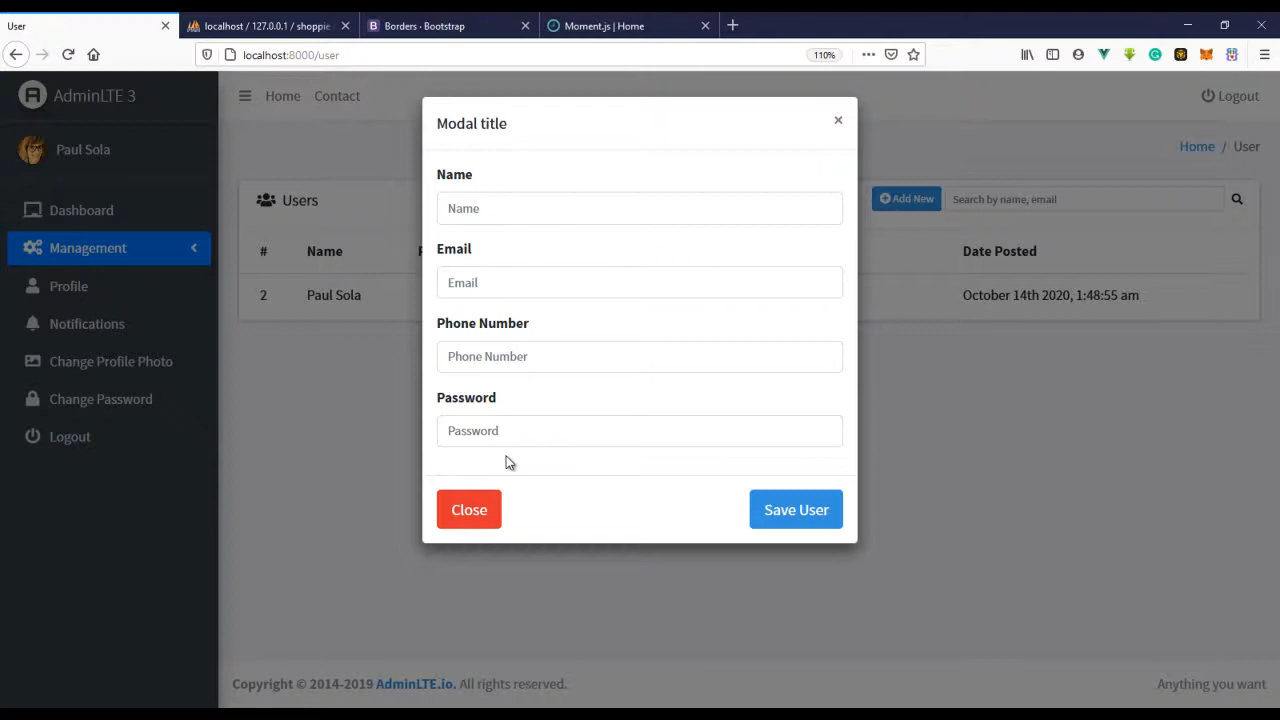 User
localhost / 127.0.0.1 / shoppie
Borders · Bootstrap
Moment.js | Home
localhost:8000/user
110%
AdminLTE 3
Home Contact
Logout
Paul Sola
Home / User
Dashboard
Management
Profile
Notifications
Change Profile Photo
Change Password
Logout
Users
Add New
Search by name, email
# Name
Date Posted
2 Paul Sola
October 14th 2020, 1:48:55 am
Modal title
×
Name
Name
Email
Email
Phone Number
Phone Number
Password
Password
Close
Save User
Copyright © 2014-2019 AdminLTE.io. All rights reserved.
Anything you want